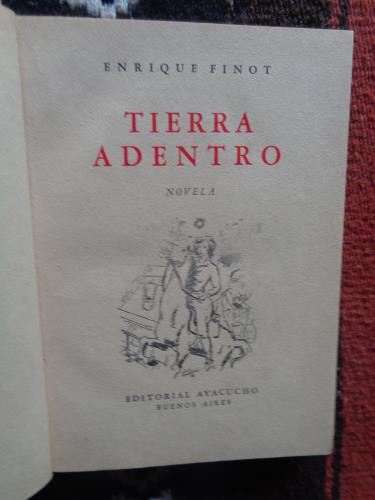 ENRIQUE FINOT
TIERRA
ADENTRO
NOVELA
EDITORIAL AYACUCHO
BUENOS AIRES